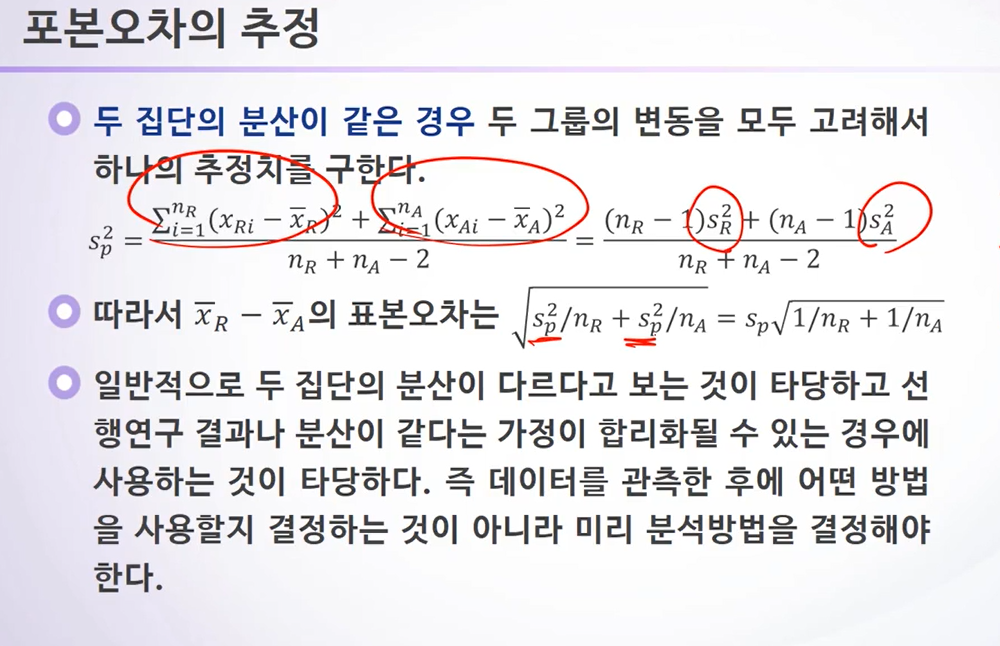 표본오차의 추정
두 집단의 분산이 같은 경우 두 그룹의 변동을 모두 고려해서
하나의 추정치를 구한다.
s_p^2 = \frac{\sum_{i=1}^{n_R}(x_{Ri} - \overline{x}_R)^2 + \sum_{i=1}^{n_A}(x_{Ai} - \overline{x}_A)^2}{n_R + n_A - 2} = \frac{(n_R - 1)s_R^2 + (n_A - 1)s_A^2}{n_R + n_A - 2}
따라서 \overline{x}_R - \overline{x}_A의 표본오차는 \sqrt{s_p^2/n_R + s_p^2/n_A} = s_p\sqrt{1/n_R + 1/n_A}
일반적으로 두 집단의 분산이 다르다고 보는 것이 타당하고 선
행연구 결과나 분산이 같다는 가정이 합리화될 수 있는 경우에
사용하는 것이 타당하다. 즉 데이터를 관측한 후에 어떤 방법
을 사용할지 결정하는 것이 아니라 미리 분석방법을 결정해야
한다.